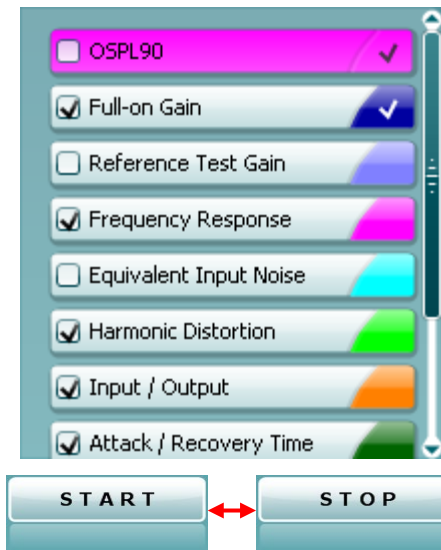 OSPL90
Full-on Gain
Reference Test Gain
Frequency Response
Equivalent Input Noise
Harmonic Distortion
Input / Output
Attack / Recovery Time
START
STOP